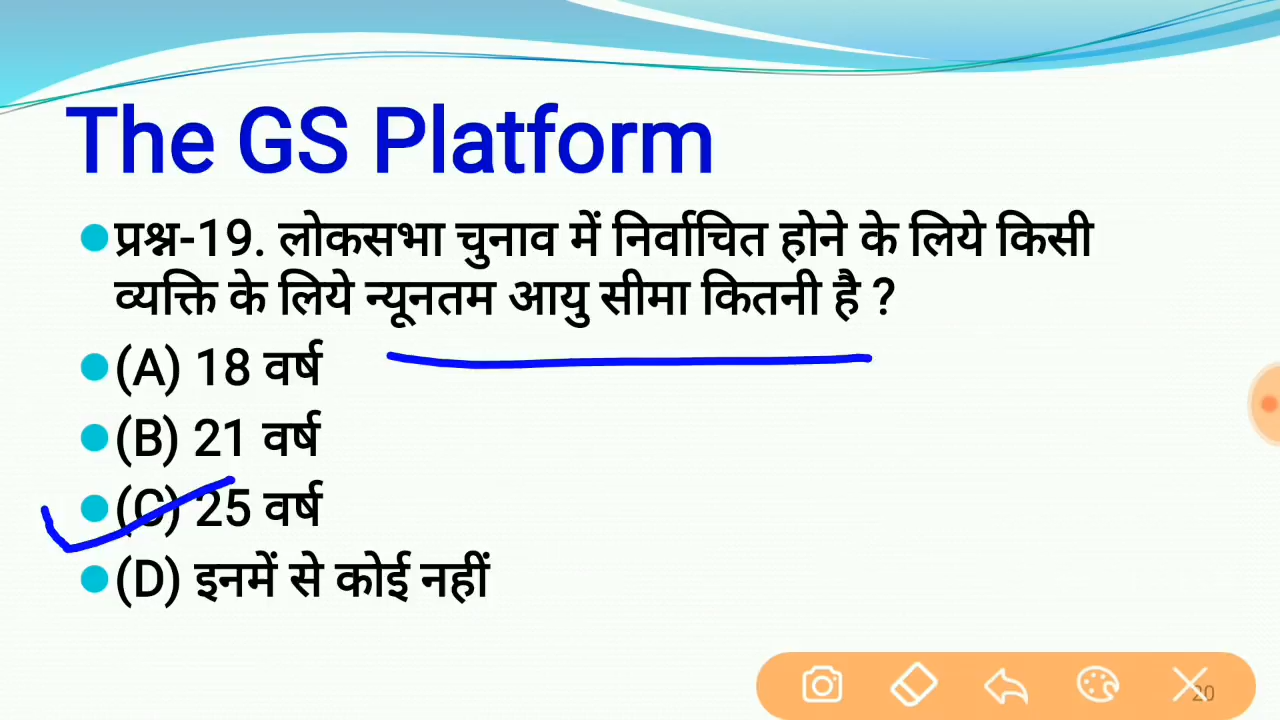 The GS Platform
प्रश्न-19. लोकसभा चुनाव में निर्वाचित होने के लिये किसी
व्यक्ति के लिये न्यूनतम आयु सीमा कितनी है ?
(A) 18 वर्ष
(B) 21 वर्ष
(C) 25 वर्ष
(D) इनमें से कोई नहीं
20